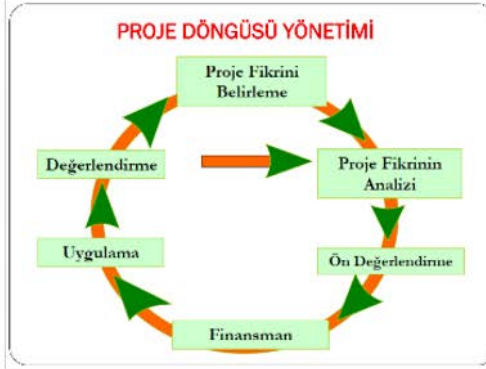 PROJE DÖNGÜSÜ YÖNETİMİ
Proje Fikrini
Belirleme
Proje Fikrinin
Analizi
Ön Değerlendirme
Finansman
Uygulama
Değerlendirme